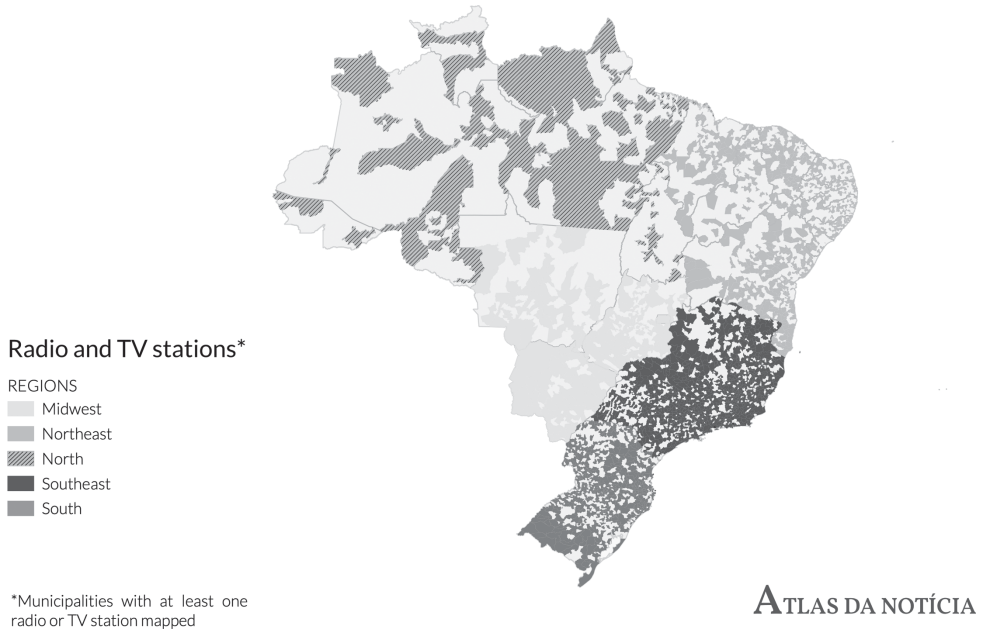 Radio and TV stations*
REGIONS
Midwest
Northeast
North
Southeast
South
*Municipalities with at least one
radio or TV station mapped
ATLAS DA NOTÍCIA